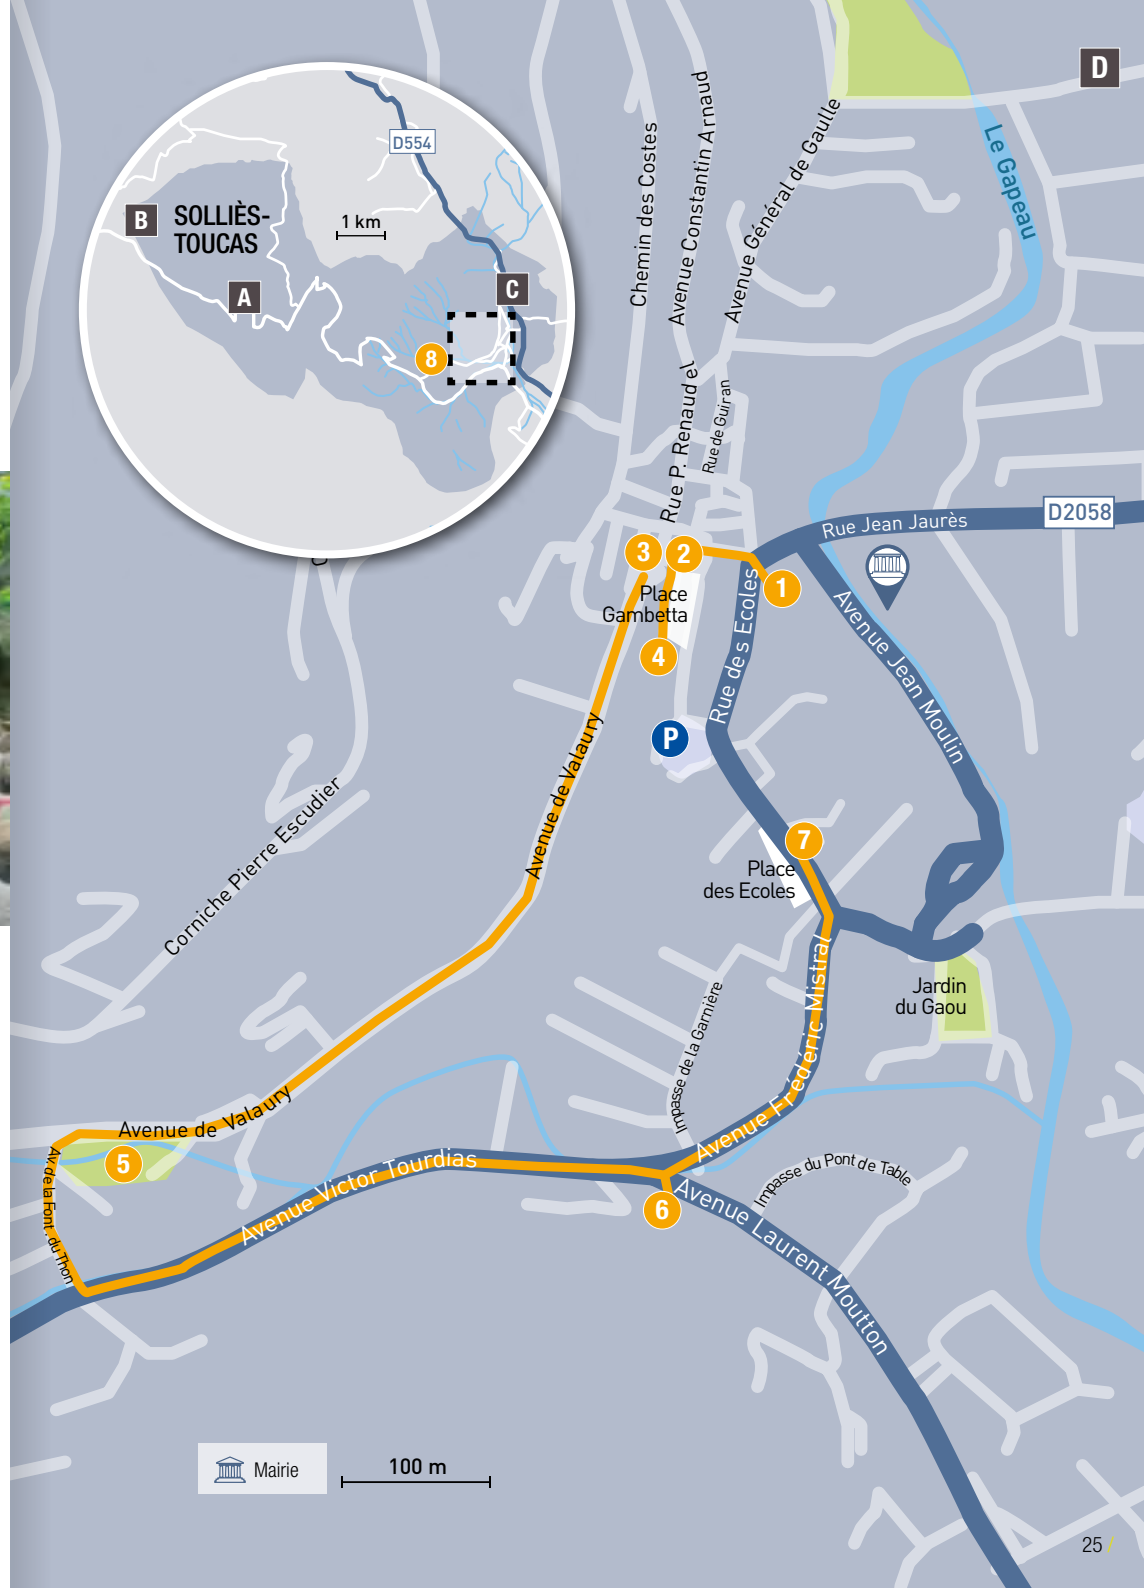 D
D554
B
SOLLIÈS-
TOUCAS
1 km
A
C
8
Chemin des Costes
Avenue Constantin Arnaud
Avenue Général de Gaulle
Le Gapeau
Rue P. Renaudel
Rue de Guiran
Rue Jean Jaurès
D2058
3
2
1
Place
Gambetta
4
Rue des Ecoles
Avenue Jean Moulin
P
Avenue de Valaury
Corniche Pierre Escudier
7
Place
des Ecoles
Jardin
du Gaou
Avenue Frédéric Mistral
Impasse de la Garnière
Avenue de Valaury
5
Av. de la Font. du Thon
Avenue Victor Tourdias
6
Impasse du Pont de Table
Avenue Laurent Moutton
Mairie
100 m
25 /